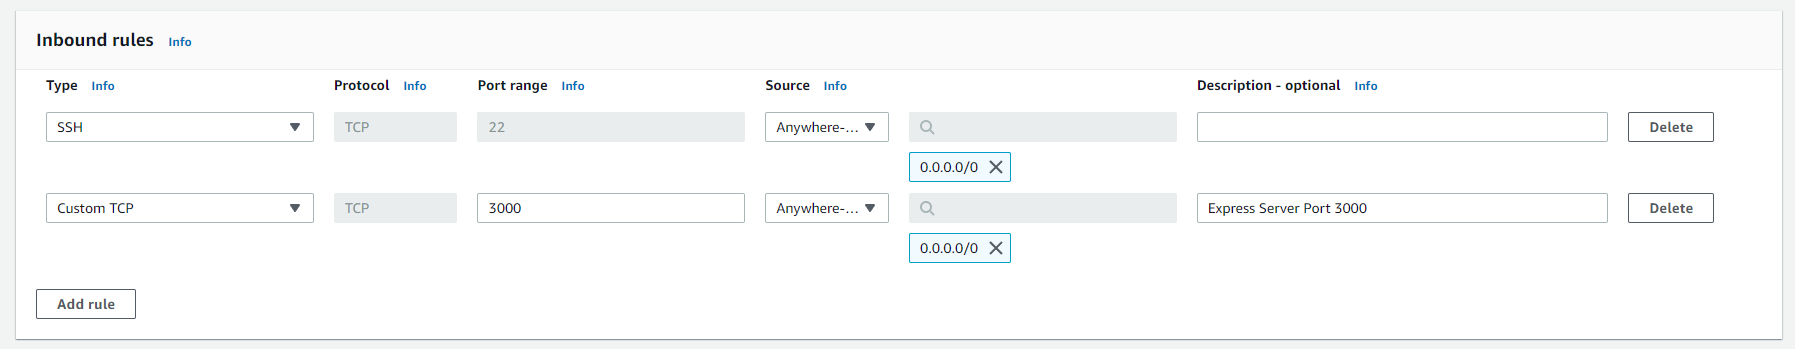 Inbound rules Info
Type Info Protocol Info Port range Info Source Info Description - optional Info
SSH TCP 22 Anywhere-... Delete
0.0.0.0/0
Custom TCP TCP 3000 Anywhere-... Express Server Port 3000 Delete
0.0.0.0/0
Add rule